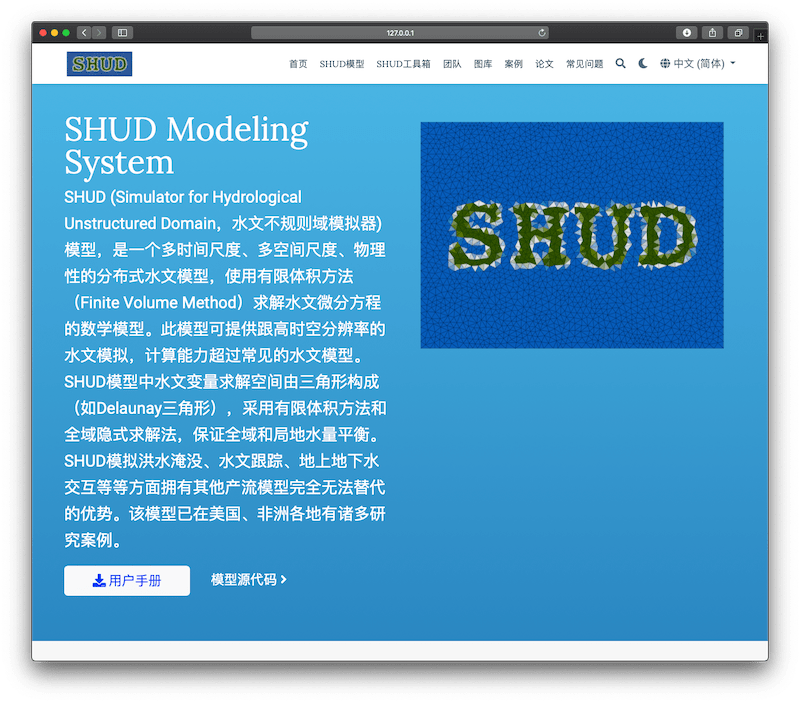 127.0.0.1
SHUD
首页 SHUD模型 SHUD工具箱 团队 图库 案例 论文 常见问题 中文 (简体)
SHUD Modeling
System
SHUD (Simulator for Hydrological
Unstructured Domain，水文不规则域模拟器)
模型，是一个多时间尺度、多空间尺度、物理
性的分布式水文模型，使用有限体积方法
（Finite Volume Method）求解水文微分方程
的数学模型。此模型可提供跟高时空分辨率的
水文模拟，计算能力超过常见的水文模型。
SHUD模型中水文变量求解空间由三角形构成
（如Delaunay三角形），采用有限体积方法和
全域隐式求解法，保证全域和局地水量平衡。
SHUD模拟洪水淹没、水文跟踪、地上地下水
交互等等方面拥有其他产流模型完全无法替代
的优势。该模型已在美国、非洲各地有诸多研
究案例。
用户手册 模型源代码
SHUD